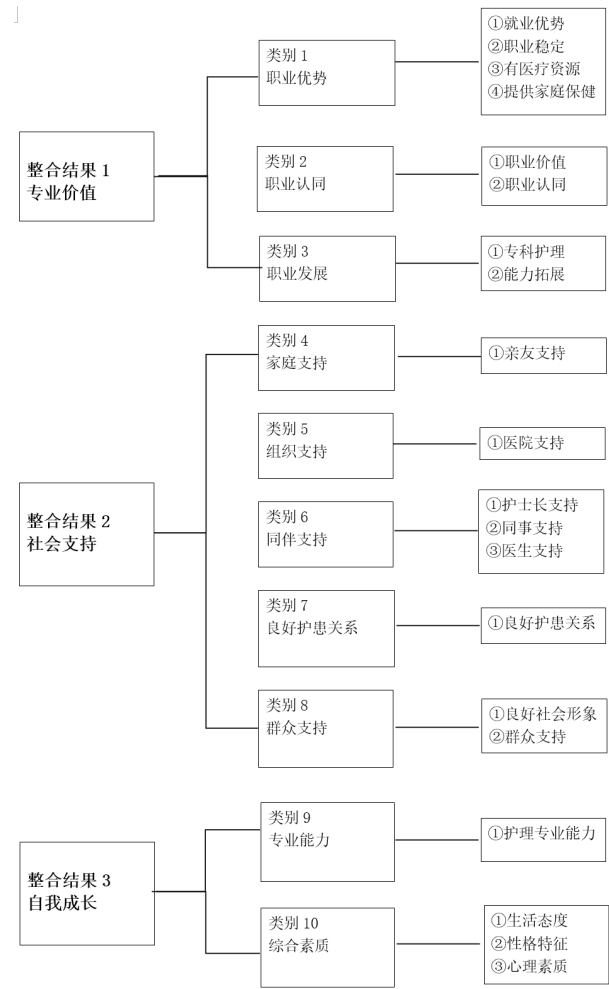 整合结果 1
专业价值
类别 1
职业优势
①就业优势
②职业稳定
③有医疗资源
④提供家庭保健
类别 2
职业认同
①职业价值
②职业认同
类别 3
职业发展
①专科护理
②能力拓展
整合结果 2
社会支持
类别 4
家庭支持
①亲友支持
类别 5
组织支持
①医院支持
类别 6
同伴支持
①护士长支持
②同事支持
③医生支持
类别 7
良好护患关系
①良好护患关系
类别 8
群众支持
①良好社会形象
②群众支持
整合结果 3
自我成长
类别 9
专业能力
①护理专业能力
类别 10
综合素质
①生活态度
②性格特征
③心理素质